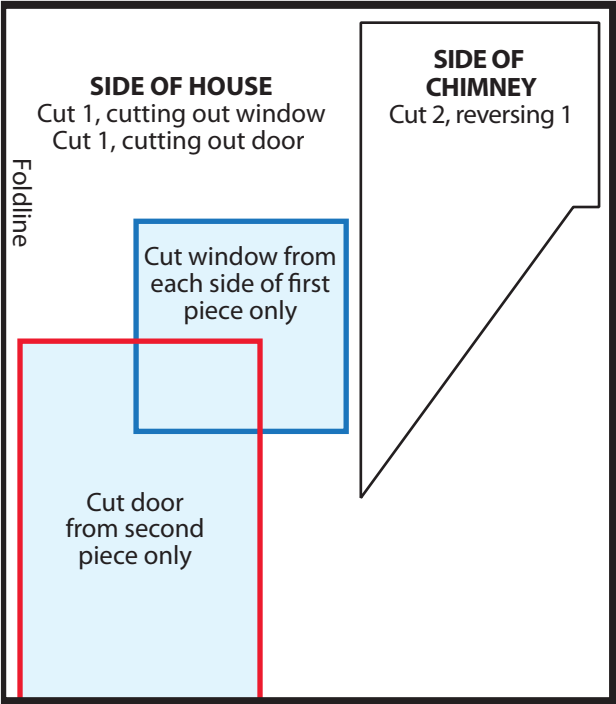 SIDE OF HOUSE
Cut 1, cutting out window
Cut 1, cutting out door
SIDE OF
CHIMNEY
Cut 2, reversing 1
Foldline
Cut window from
each side of first
piece only
Cut door
from second
piece only